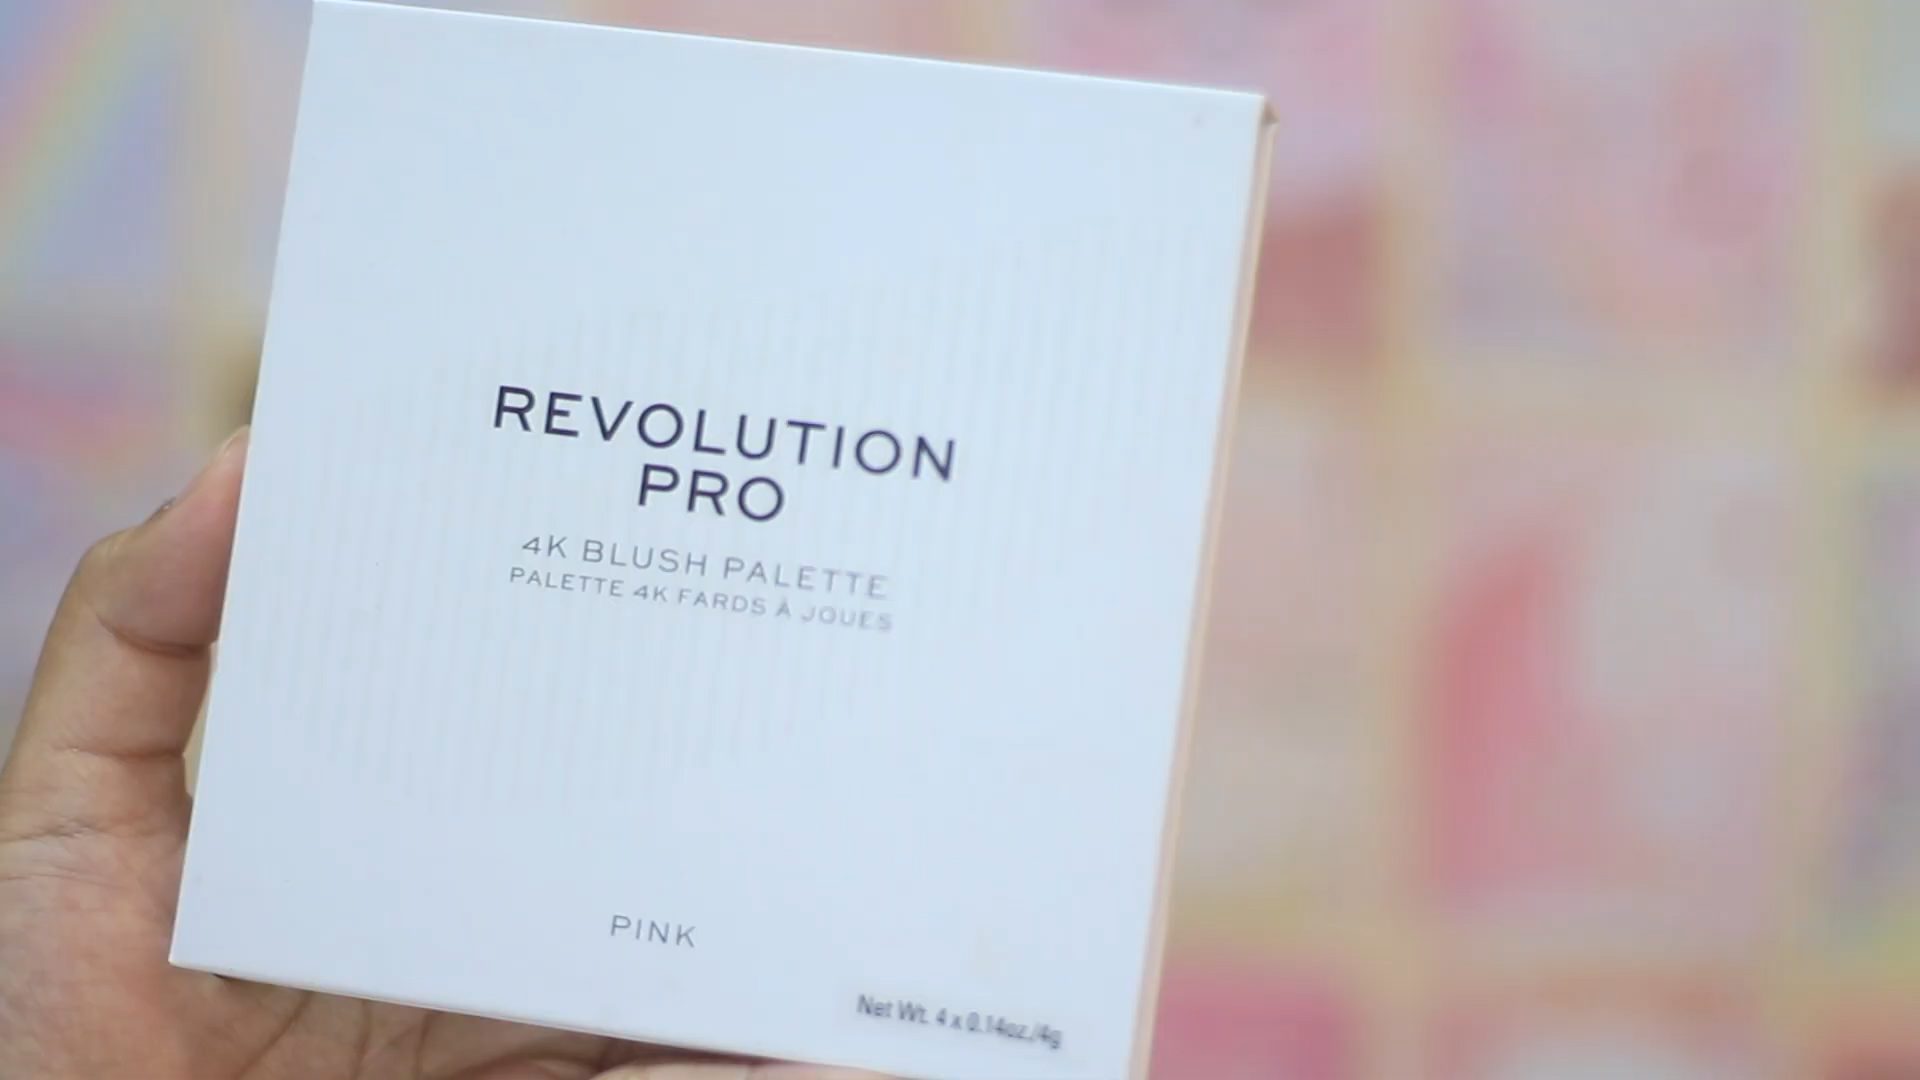 REVOLUTION
PRO
4K BLUSH PALETTE
PALETTE 4K FARDS À JOUES
PINK
Net Wt. 4 x 0.14oz./4g